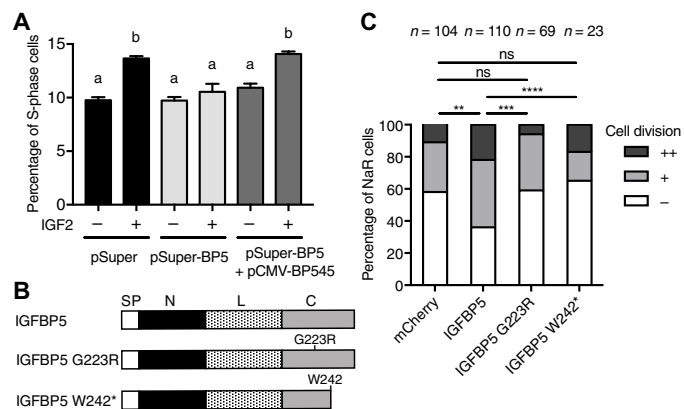 A
Percentage of S-phase cells
15
10
5
0
a
b
a
a
a
b
IGF2
– + – + – +
pSuper
pSuper-BP5
pSuper-BP5
+ pCMV-BP545
B
SP N L C
IGFBP5
IGFBP5 G223R
G223R
IGFBP5 W242*
W242
C
n = 104 n = 110 n = 69 n = 23
ns
ns
****
** ***
Percentage of NaR cells
100
80
60
40
20
0
mCherry
IGFBP5
IGFBP5 G223R
IGFBP5 W242*
Cell division
++
+
–